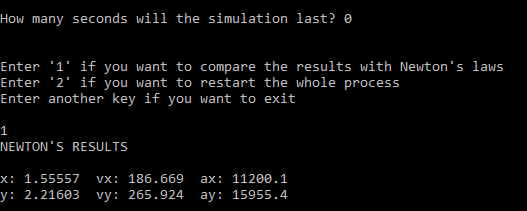 How many seconds will the simulation last? 0
Enter '1' if you want to compare the results with Newton's laws
Enter '2' if you want to restart the whole process
Enter another key if you want to exit
1
NEWTON'S RESULTS
x: 1.55557  vx: 186.669  ax: 11200.1
y: 2.21603  vy: 265.924  ay: 15955.4